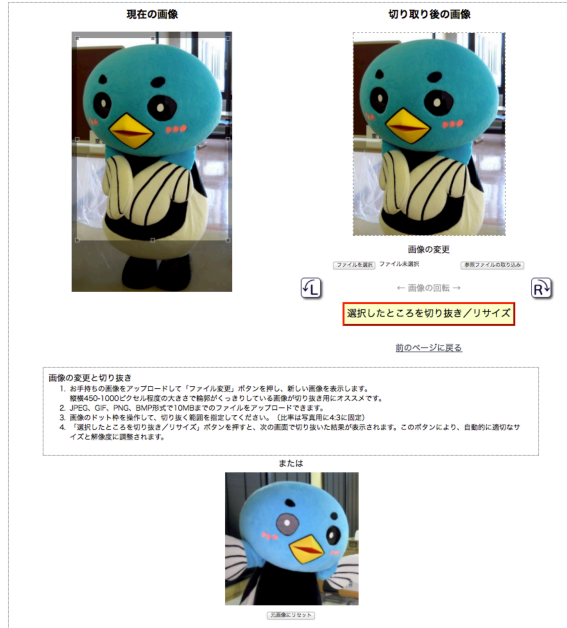 現在の画像
切り取り後の画像
画像の変更
ファイルを選択 ファイル未選択
参照ファイルの取り込み
L
← 画像の回転 →
R
選択したところを切り抜き／リサイズ
前のページに戻る
画像の変更と切り抜き
1. お手持ちの画像をアップロードして「ファイル変更」ボタンを押し、新しい画像を表示します。
縦横450-1000ピクセル程度の大きさで輪郭がくっきりしている画像が切り抜き用にオススメです。
2. JPEG、GIF、PNG、BMP形式で10MBまでのファイルをアップロードできます。
3. 画像のドット枠を操作して、切り抜く範囲を指定してください。（比率は写真用に4:3に固定）
4. 「選択したところを切り抜き／リサイズ」ボタンを押すと、次の画面で切り抜いた結果が表示されます。このボタンにより、自動的に適切なサ
イズと解像度に調整されます。
または
元画像にリセット